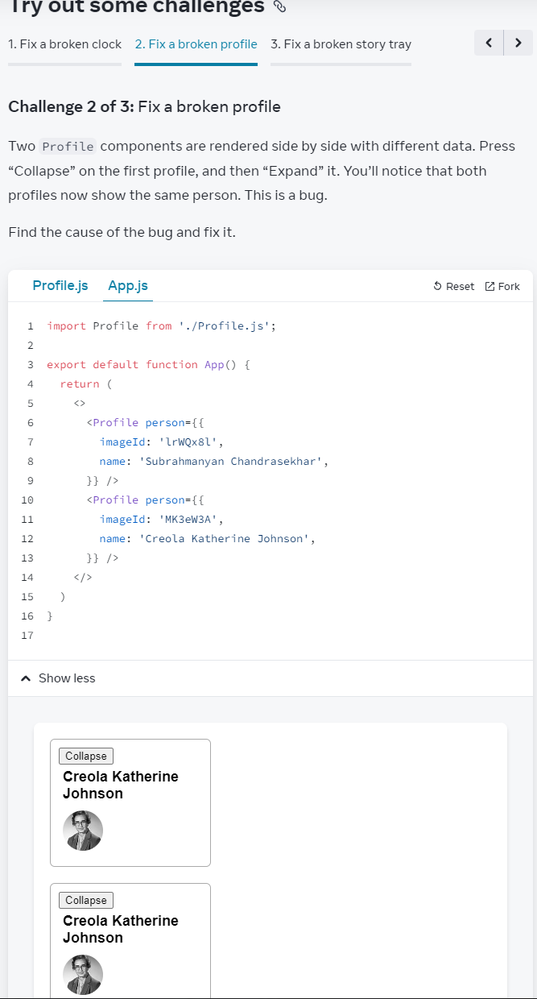 Try out some challenges
1. Fix a broken clock 2. Fix a broken profile 3. Fix a broken story tray
Challenge 2 of 3: Fix a broken profile
Two Profile components are rendered side by side with different data. Press
“Collapse” on the first profile, and then “Expand” it. You’ll notice that both
profiles now show the same person. This is a bug.
Find the cause of the bug and fix it.
Profile.js App.js Reset Fork
1 import Profile from './Profile.js';
2
3 export default function App() {
4   return (
5     <>
6       <Profile person={{
7         imageId: 'lrWQx8l',
8         name: 'Subrahmanyan Chandrasekhar',
9       }} />
10       <Profile person={{
11         imageId: 'MK3eW3A',
12         name: 'Creola Katherine Johnson',
13       }} />
14     </>
15   )
16 }
17
Show less
Collapse
Creola Katherine
Johnson
Collapse
Creola Katherine
Johnson